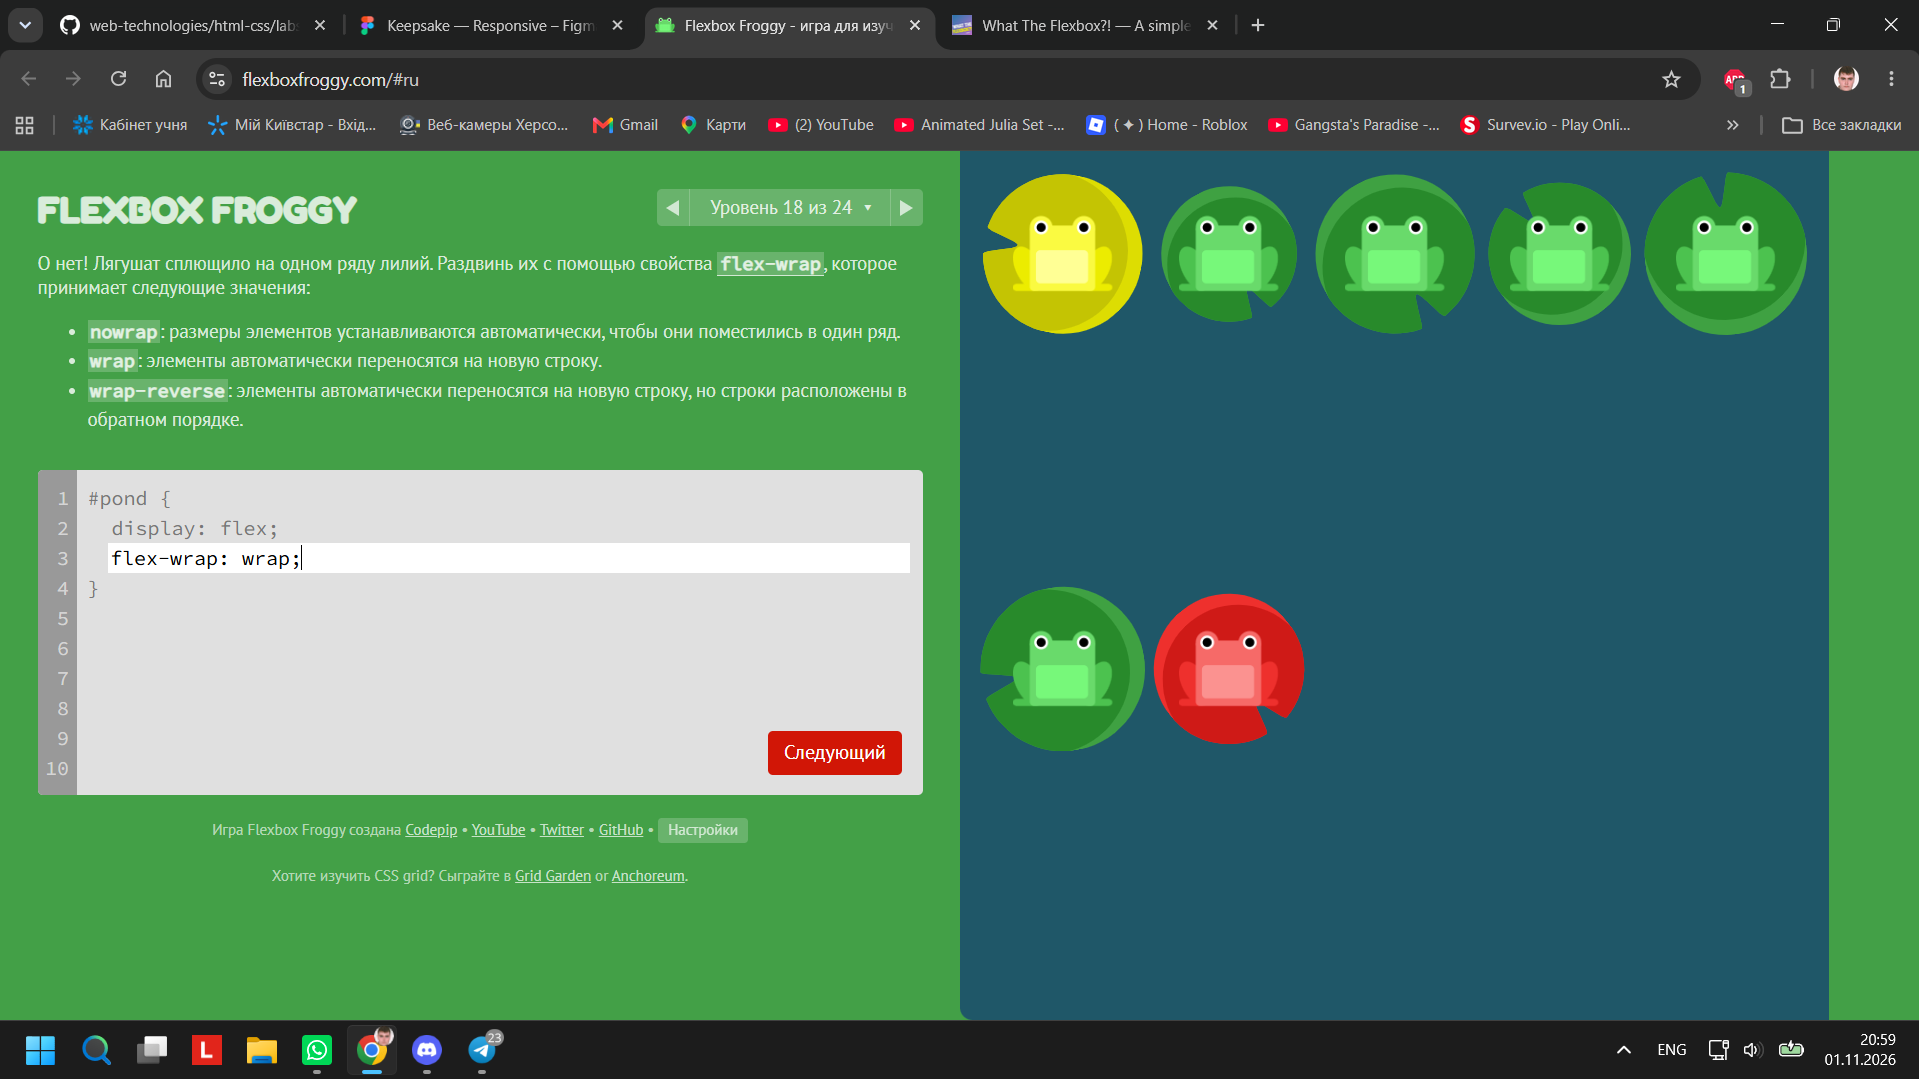 web-technologies/html-css/lab
Keepsake — Responsive – Figm
Flexbox Froggy - игра для изуч
What The Flexbox?! — A simple
flexboxfroggy.com/#ru
1
Кабінет учня
Мій Київстар - Вхід...
Веб-камеры Херсо...
Gmail
Карти
(2) YouTube
Animated Julia Set -...
( ✦ ) Home - Roblox
Gangsta's Paradise -...
Survev.io - Play Onli...
Все закладки
FLEXBOX FROGGY
Уровень 18 из 24
О нет! Лягушат сплющило на одном ряду лилий. Раздвинь их с помощью свойства flex-wrap, которое
принимает следующие значения:
• nowrap: размеры элементов устанавливаются автоматически, чтобы они поместились в один ряд.
• wrap: элементы автоматически переносятся на новую строку.
• wrap-reverse: элементы автоматически переносятся на новую строку, но строки расположены в
обратном порядке.
1 #pond {
2 display: flex;
3 flex-wrap: wrap;
4 }
5
6
7
8
9
10
Следующий
Игра Flexbox Froggy создана Codepip • YouTube • Twitter • GitHub • Настройки
Хотите изучить CSS grid? Сыграйте в Grid Garden or Anchoreum.
L
23
ENG
20:59
01.11.2026